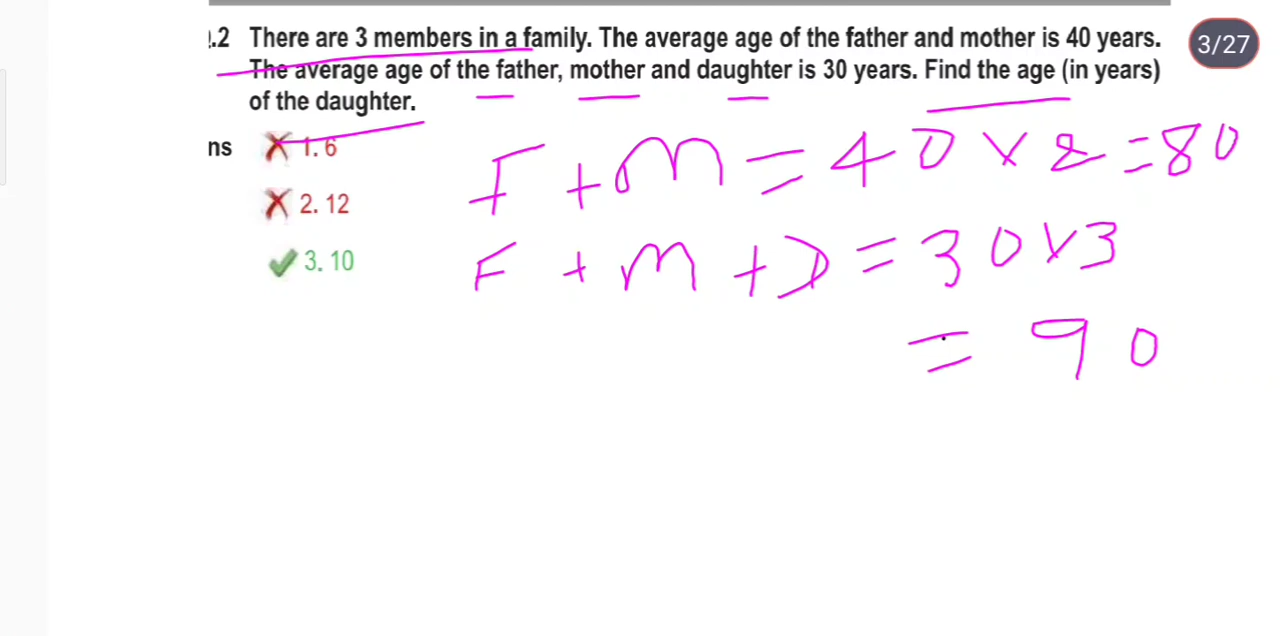 .2 There are 3 members in a family. The average age of the father and mother is 40 years.
3/27
The average age of the father, mother and daughter is 30 years. Find the age (in years)
of the daughter.
ns 1. 6
2. 12
3. 10
F + M = 40 x 2 = 80
F + M + D = 30 x 3
= 90